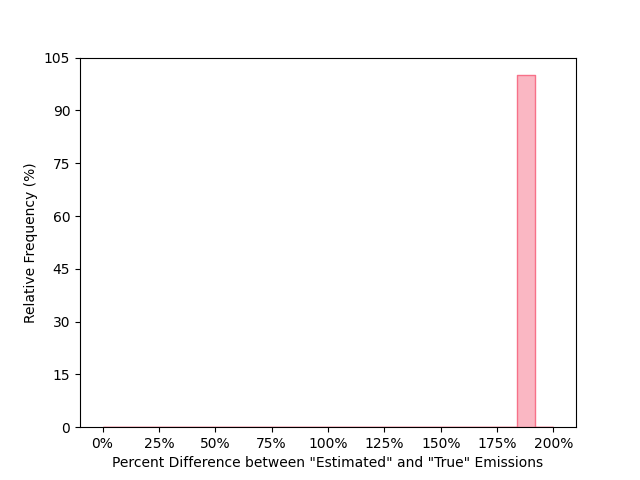 105
90
75
60
45
30
15
0
Relative Frequency (%)
0% 25% 50% 75% 100% 125% 150% 175% 200%
Percent Difference between "Estimated" and "True" Emissions